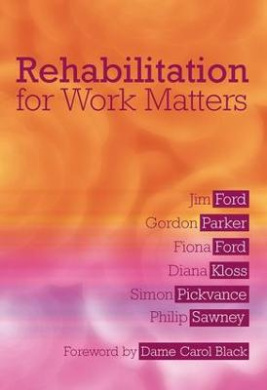 Rehabilitation
for Work Matters
Jim Ford
Gordon Parker
Fiona Ford
Diana Kloss
Simon Pickvance
Philip Sawney
Foreword by Dame Carol Black